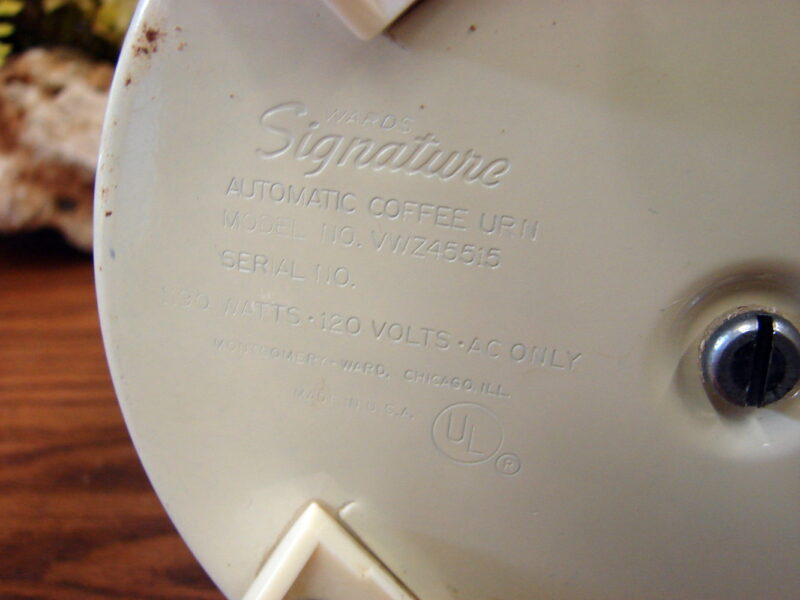 WARDS
Signature
AUTOMATIC COFFEE URN
MODEL NO. VWZ45515
SERIAL NO.
WATTS • 120 VOLTS • AC ONLY
MONTGOMERY • WARD, CHICAGO, ILL.
MADE IN U.S.A.
UL
R